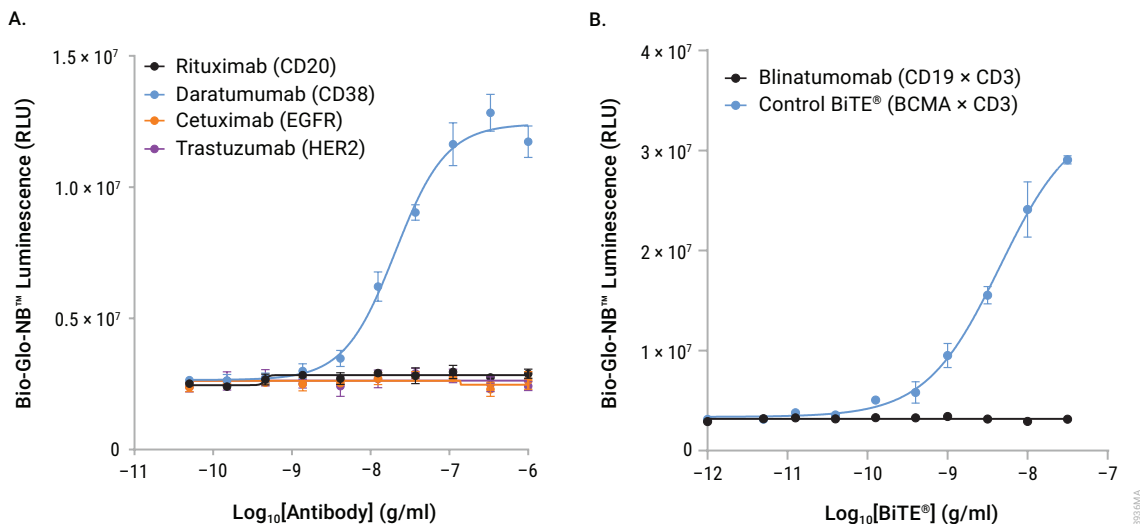 A.
Bio-Glo-NB™ Luminescence (RLU)
1.5 × 10⁷
1.0 × 10⁷
0.5 × 10⁷
0
Rituximab (CD20)
Daratumumab (CD38)
Cetuximab (EGFR)
Trastuzumab (HER2)
−11 −10 −9 −8 −7 −6
Log₁₀[Antibody] (g/ml)
B.
Bio-Glo-NB™ Luminescence (RLU)
4 × 10⁷
3 × 10⁷
2 × 10⁷
1 × 10⁷
0
Blinatumomab (CD19 × CD3)
Control BiTE® (BCMA × CD3)
−12 −11 −10 −9 −8 −7
Log₁₀[BiTE®] (g/ml)